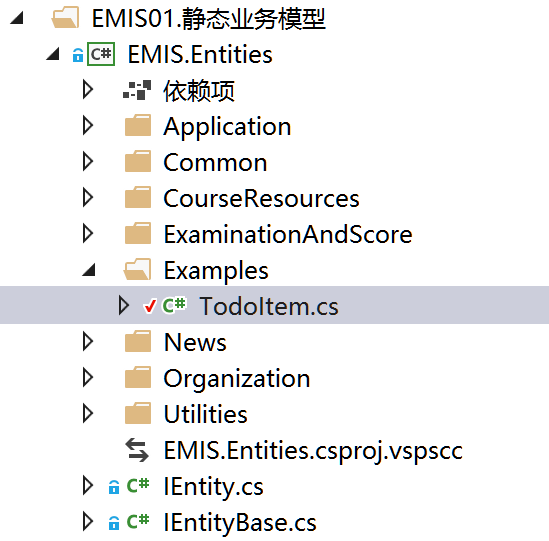 EMIS01.静态业务模型
C# EMIS.Entities
依赖项
Application
Common
CourseResources
ExaminationAndScore
Examples
C# TodoItem.cs
News
Organization
Utilities
EMIS.Entities.csproj.vspscc
C# IEntity.cs
C# IEntityBase.cs